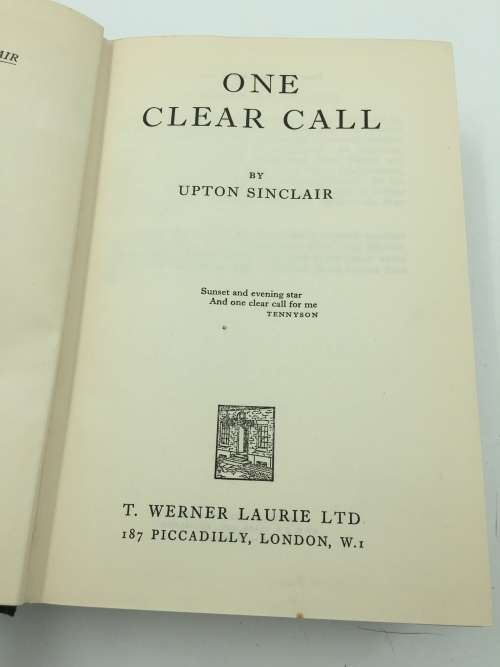 ONE
CLEAR CALL
BY
UPTON SINCLAIR
Sunset and evening star
And one clear call for me
TENNYSON
T. WERNER LAURIE LTD
187 PICCADILLY, LONDON, W.1